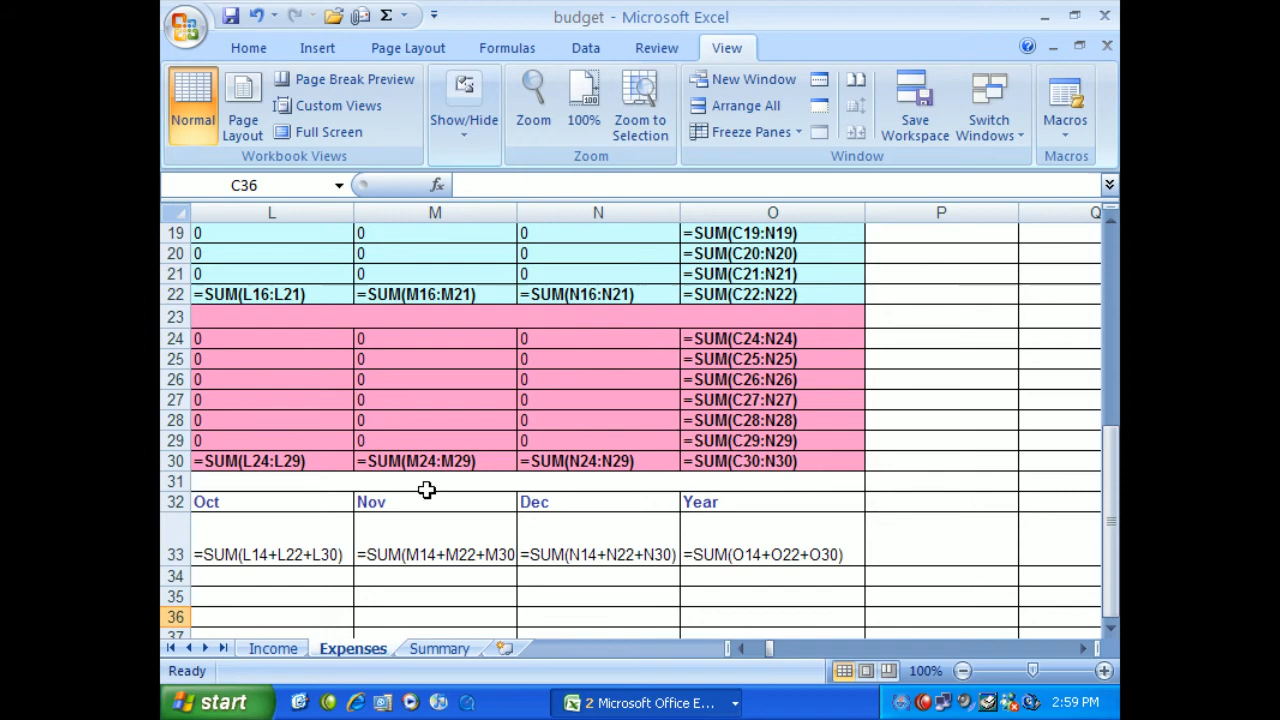 budget - Microsoft Excel
Home Insert Page Layout Formulas Data Review View
Normal
Page Layout
Page Break Preview
Custom Views
Full Screen
Workbook Views
Show/Hide
Zoom
100%
Zoom to Selection
Zoom
New Window
Arrange All
Freeze Panes
Save Workspace
Switch Windows
Window
Macros
Macros
C36 fx
L M N O P Q
19 0 0 0 =SUM(C19:N19)
20 0 0 0 =SUM(C20:N20)
21 0 0 0 =SUM(C21:N21)
22 =SUM(L16:L21) =SUM(M16:M21) =SUM(N16:N21) =SUM(C22:N22)
23
24 0 0 0 =SUM(C24:N24)
25 0 0 0 =SUM(C25:N25)
26 0 0 0 =SUM(C26:N26)
27 0 0 0 =SUM(C27:N27)
28 0 0 0 =SUM(C28:N28)
29 0 0 0 =SUM(C29:N29)
30 =SUM(L24:L29) =SUM(M24:M29) =SUM(N24:N29) =SUM(C30:N30)
31
32 Oct Nov Dec Year
33 =SUM(L14+L22+L30) =SUM(M14+M22+M30 =SUM(N14+N22+N30) =SUM(O14+O22+O30)
34
35
36
37
Income Expenses Summary
Ready 100%
start 2 Microsoft Office E... 2:59 PM